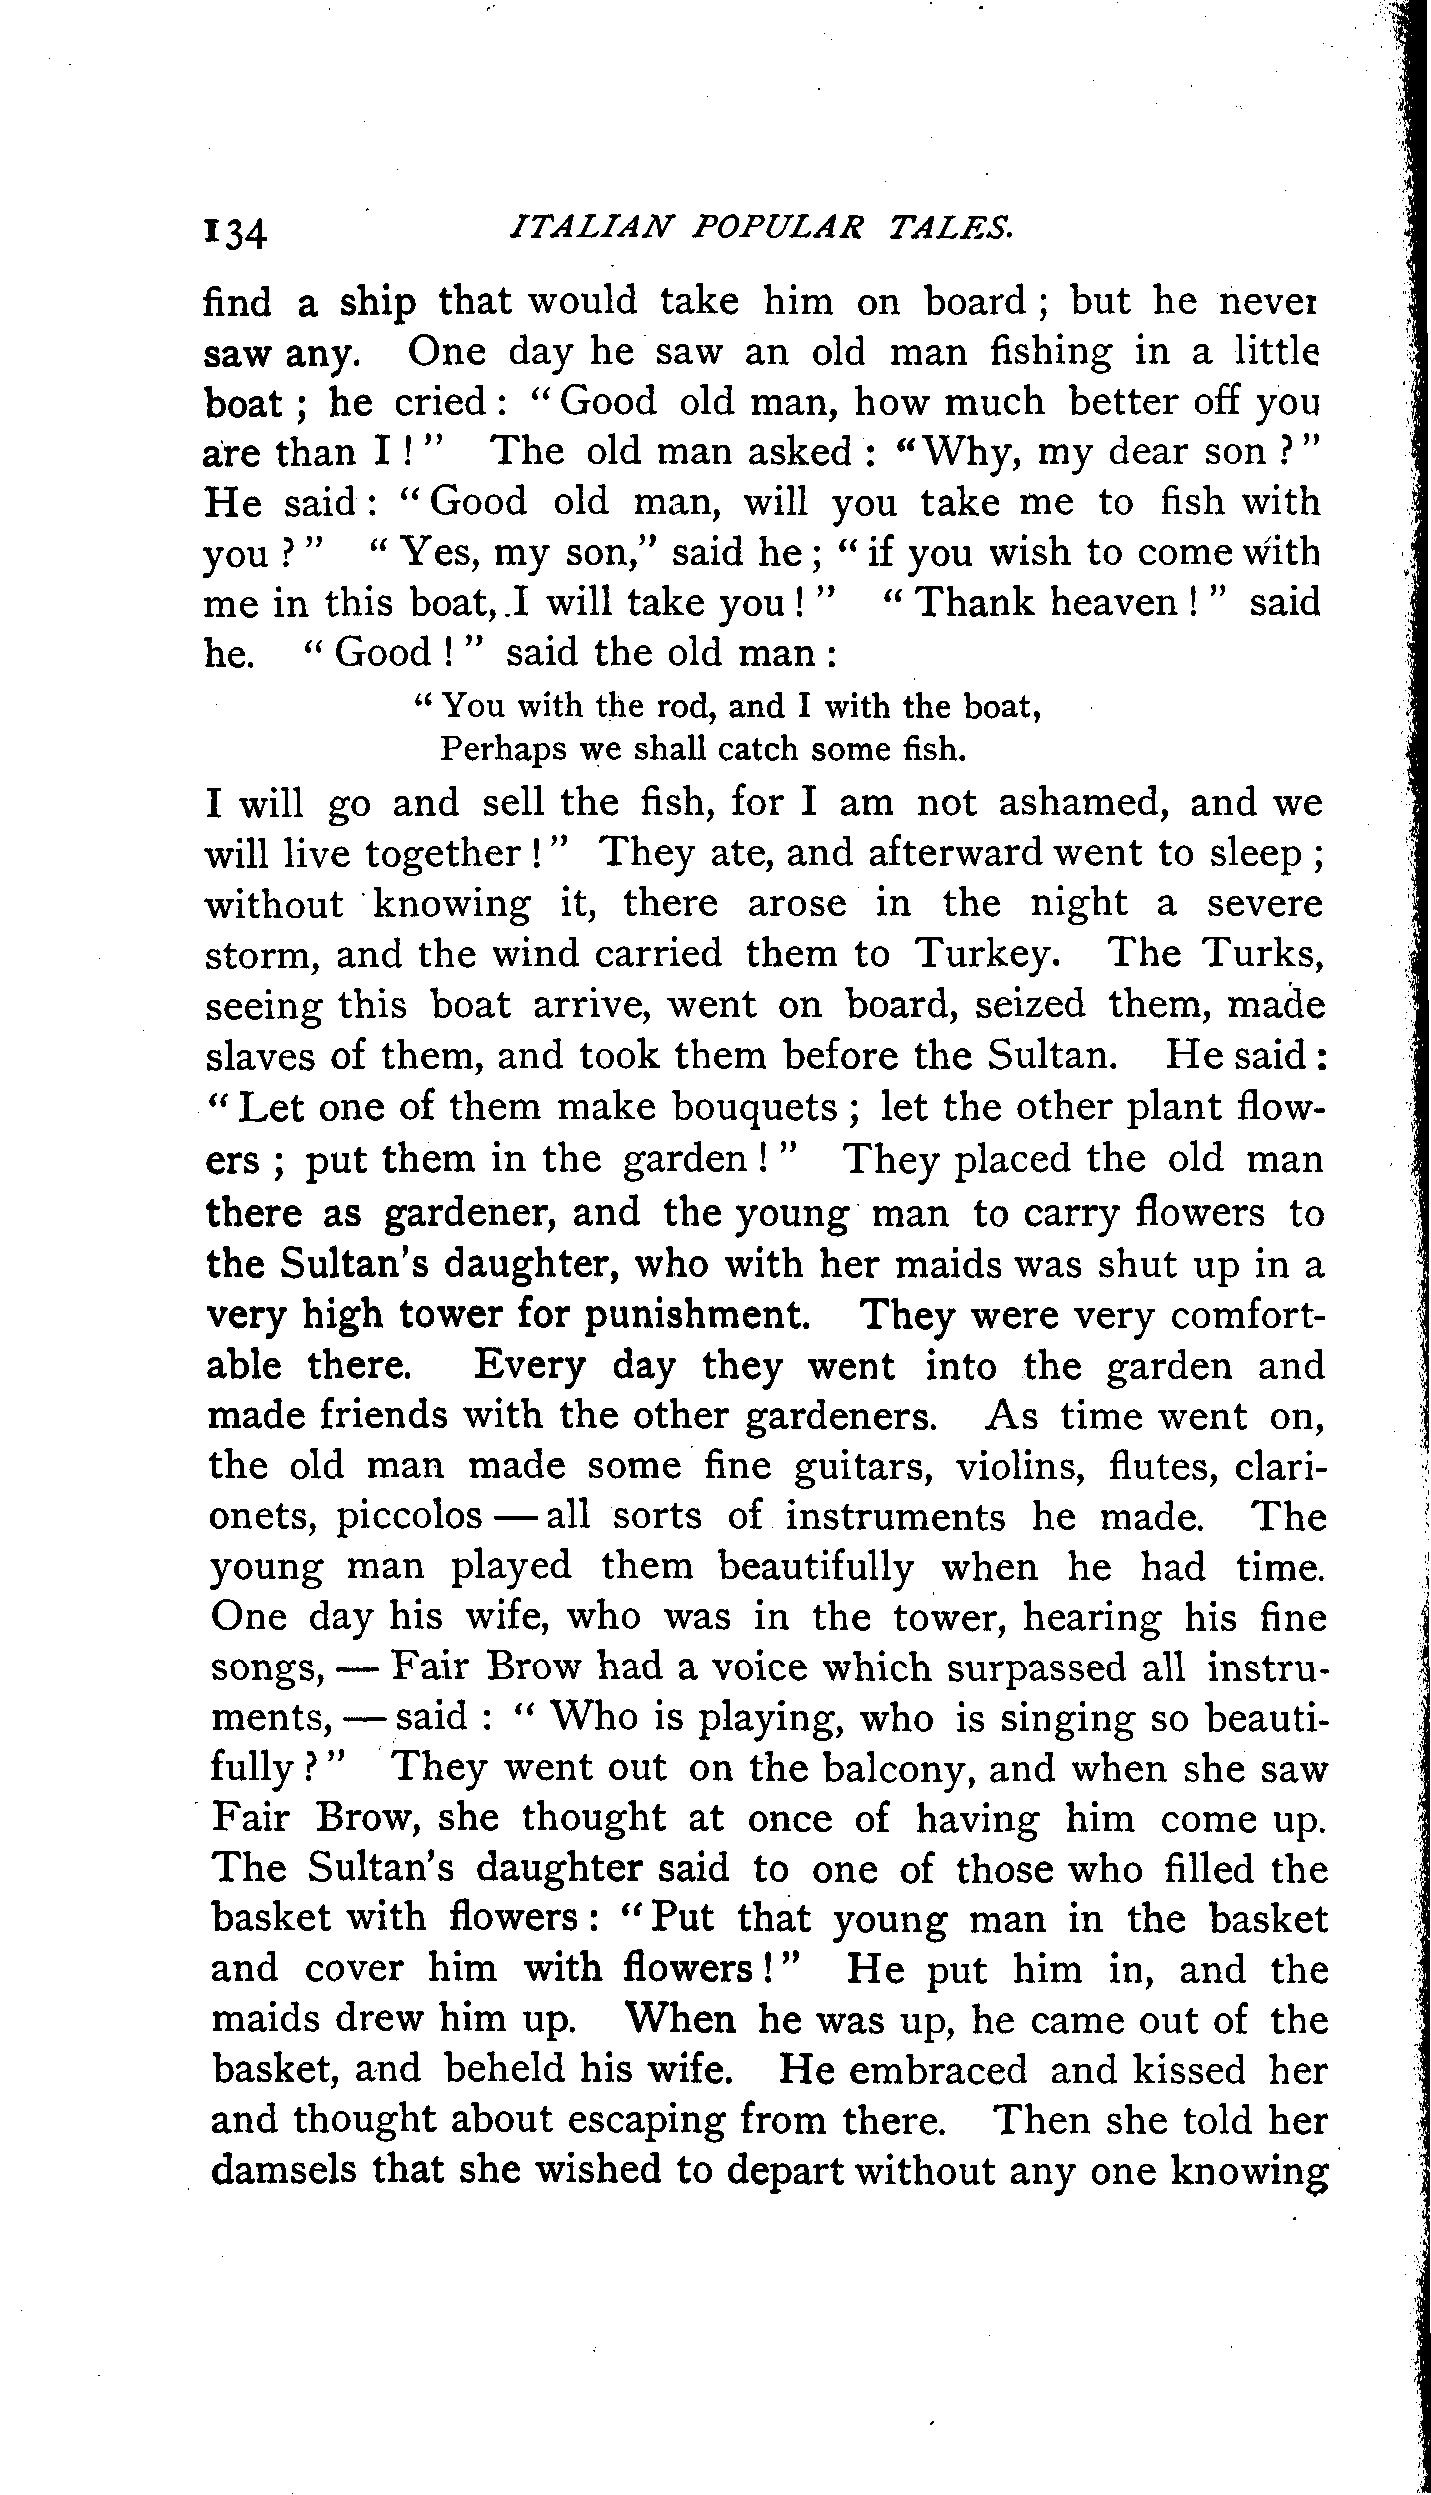 134 ITALIAN POPULAR TALES.
find a ship that would take him on board ; but he never
saw any. One day he saw an old man fishing in a little
boat ; he cried : “ Good old man, how much better off you
are than I ! ” The old man asked : “ Why, my dear son ? ”
He said : “ Good old man, will you take me to fish with
you ? ” “ Yes, my son,” said he ; “ if you wish to come with
me in this boat, I will take you ! ” “ Thank heaven ! ” said
he. “ Good ! ” said the old man :
“ You with the rod, and I with the boat,
Perhaps we shall catch some fish.
I will go and sell the fish, for I am not ashamed, and we
will live together ! ” They ate, and afterward went to sleep ;
without knowing it, there arose in the night a severe
storm, and the wind carried them to Turkey. The Turks,
seeing this boat arrive, went on board, seized them, made
slaves of them, and took them before the Sultan. He said :
“ Let one of them make bouquets ; let the other plant flow-
ers ; put them in the garden ! ” They placed the old man
there as gardener, and the young man to carry flowers to
the Sultan's daughter, who with her maids was shut up in a
very high tower for punishment. They were very comfort-
able there. Every day they went into the garden and
made friends with the other gardeners. As time went on,
the old man made some fine guitars, violins, flutes, clari-
onets, piccolos — all sorts of instruments he made. The
young man played them beautifully when he had time.
One day his wife, who was in the tower, hearing his fine
songs, — Fair Brow had a voice which surpassed all instru-
ments, — said : “ Who is playing, who is singing so beauti-
fully ? ” They went out on the balcony, and when she saw
Fair Brow, she thought at once of having him come up.
The Sultan's daughter said to one of those who filled the
basket with flowers : “ Put that young man in the basket
and cover him with flowers ! ” He put him in, and the
maids drew him up. When he was up, he came out of the
basket, and beheld his wife. He embraced and kissed her
and thought about escaping from there. Then she told her
damsels that she wished to depart without any one knowing